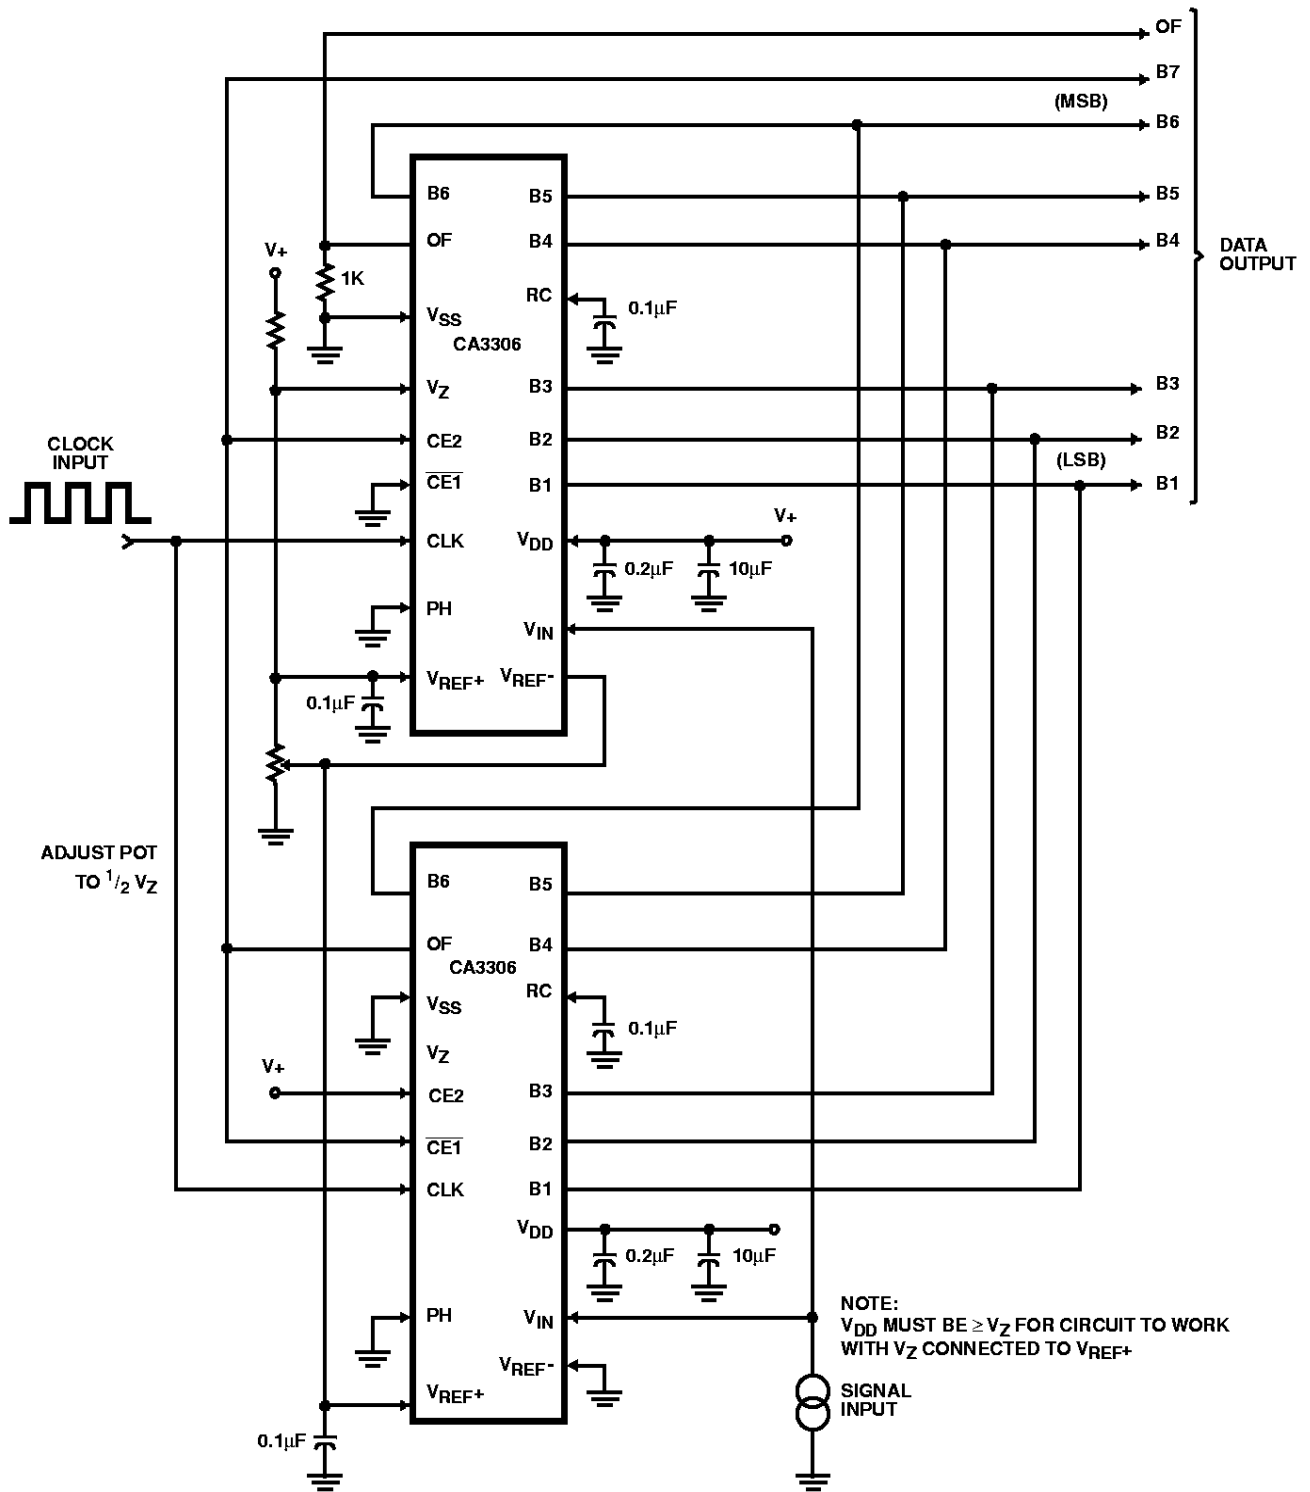 OF
B7
(MSB)
B6
B6
B5
B5
OF
B4
B4
DATA
OUTPUT
V+
1K
RC
0.1µF
VSS
CA3306
VZ
B3
B3
CLOCK
INPUT
CE2
B2
B2
(LSB)
CE1
B1
B1
V+
CLK
VDD
0.2µF
10µF
PH
VIN
VREF+
VREF-
0.1µF
ADJUST POT
TO 1/2 VZ
B6
B5
OF
B4
CA3306
RC
VSS
0.1µF
VZ
V+
CE2
B3
CE1
B2
CLK
B1
VDD
0.2µF
10µF
PH
VIN
NOTE:
VDD MUST BE ≥ VZ FOR CIRCUIT TO WORK
WITH VZ CONNECTED TO VREF+
VREF-
VREF+
SIGNAL
INPUT
0.1µF